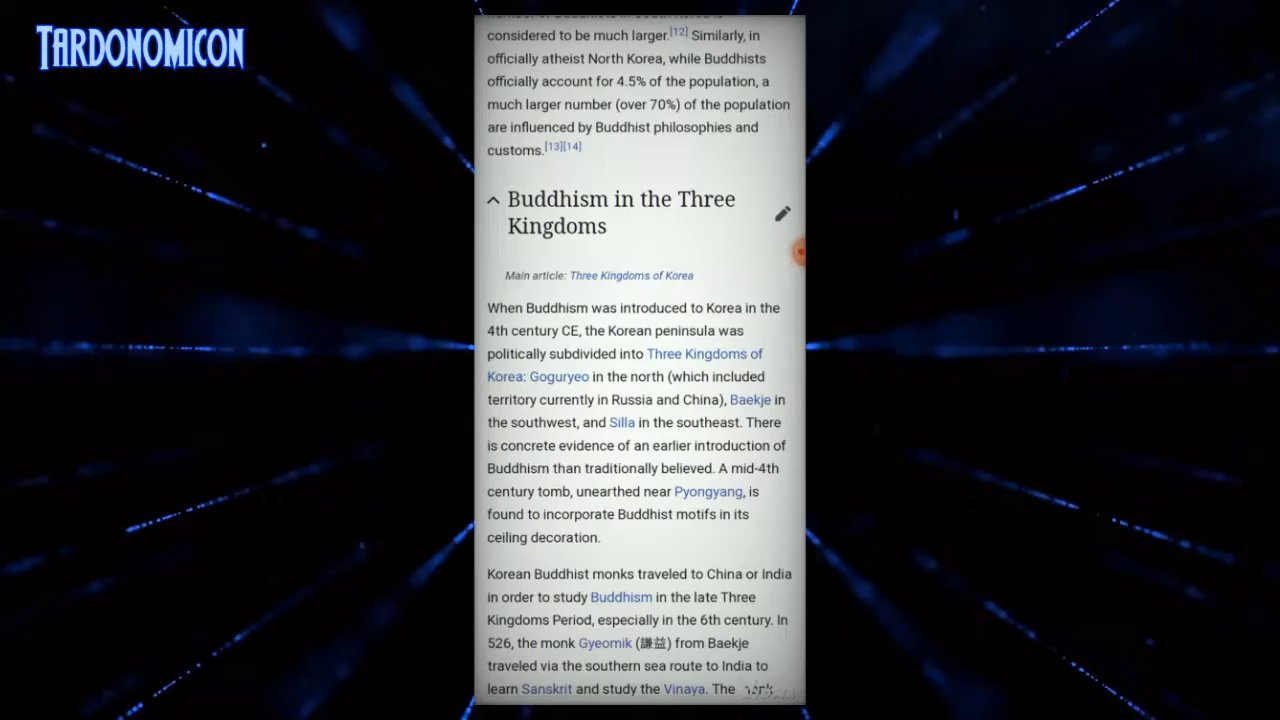 TARDONOMICON
considered to be much larger.[12] Similarly, in
officially atheist North Korea, while Buddhists
officially account for 4.5% of the population, a
much larger number (over 70%) of the population
are influenced by Buddhist philosophies and
customs.[13][14]
Buddhism in the Three
Kingdoms
Main article: Three Kingdoms of Korea
When Buddhism was introduced to Korea in the
4th century CE, the Korean peninsula was
politically subdivided into Three Kingdoms of
Korea: Goguryeo in the north (which included
territory currently in Russia and China), Baekje in
the southwest, and Silla in the southeast. There
is concrete evidence of an earlier introduction of
Buddhism than traditionally believed. A mid-4th
century tomb, unearthed near Pyongyang, is
found to incorporate Buddhist motifs in its
ceiling decoration.
Korean Buddhist monks traveled to China or India
in order to study Buddhism in the late Three
Kingdoms Period, especially in the 6th century. In
526, the monk Gyeomik (謙益) from Baekje
traveled via the southern sea route to India to
learn Sanskrit and study the Vinaya. The